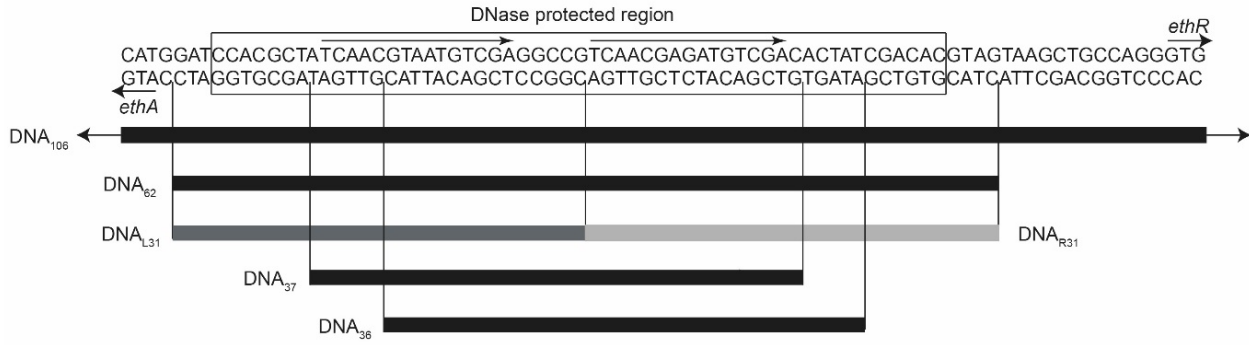 DNase protected region
ethR
CATGGATCCACGCTATCAACGTAATGTCGAGGCCGTCAACGAGATGTCGACACTATCGACACGTAGTAAGCTGCCAGGGTG
GTACCTAGGTGCGATAGTTGCATTACAGCTCCGGCAGTTGCTCTACAGCTGTGATAGCTGTGCATCATTCGACGGTCCCAC
ethA
DNA106
DNA62
DNAL31 DNAR31
DNA37
DNA36